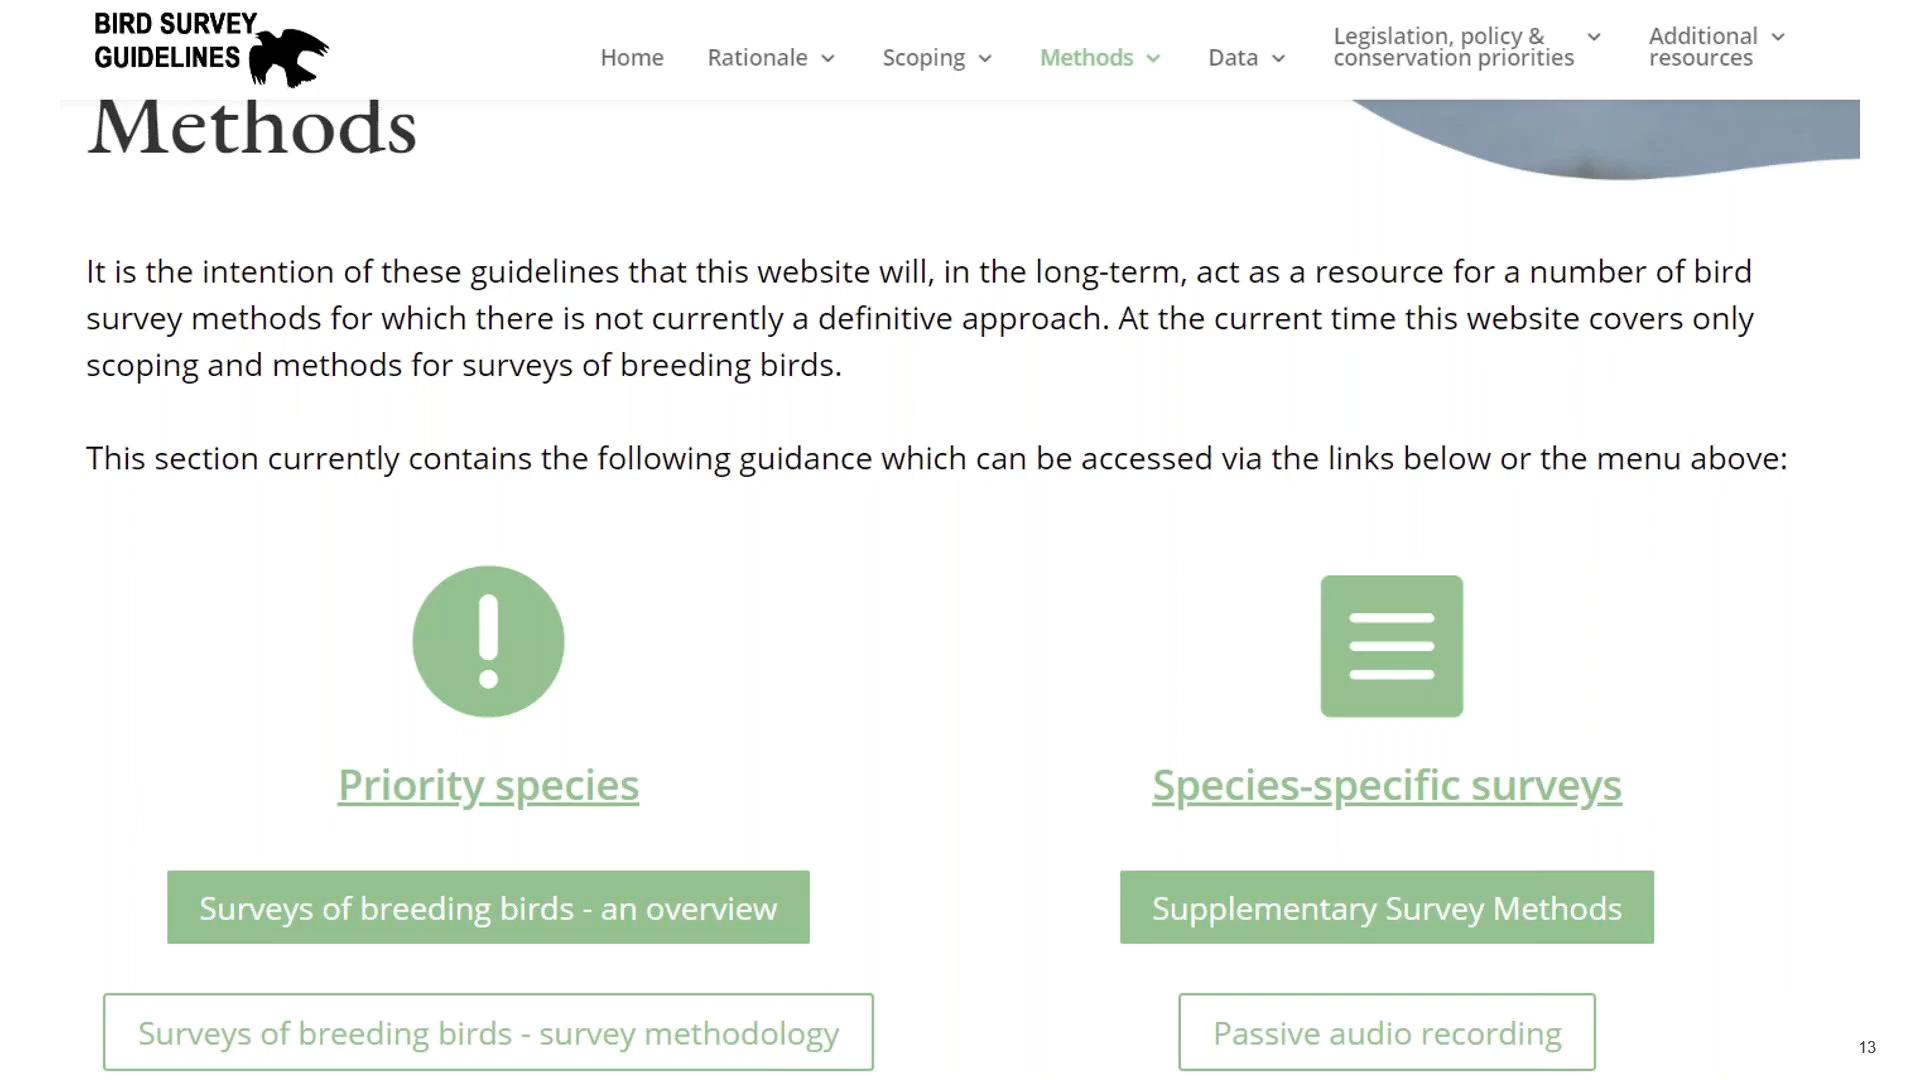 BIRD SURVEY
GUIDELINES
Home
Rationale
Scoping
Methods
Data
Legislation, policy &
conservation priorities
Additional
resources
Methods
It is the intention of these guidelines that this website will, in the long-term, act as a resource for a number of bird
survey methods for which there is not currently a definitive approach. At the current time this website covers only
scoping and methods for surveys of breeding birds.
This section currently contains the following guidance which can be accessed via the links below or the menu above:
Priority species
Species-specific surveys
Surveys of breeding birds - an overview
Supplementary Survey Methods
Surveys of breeding birds - survey methodology
Passive audio recording
13